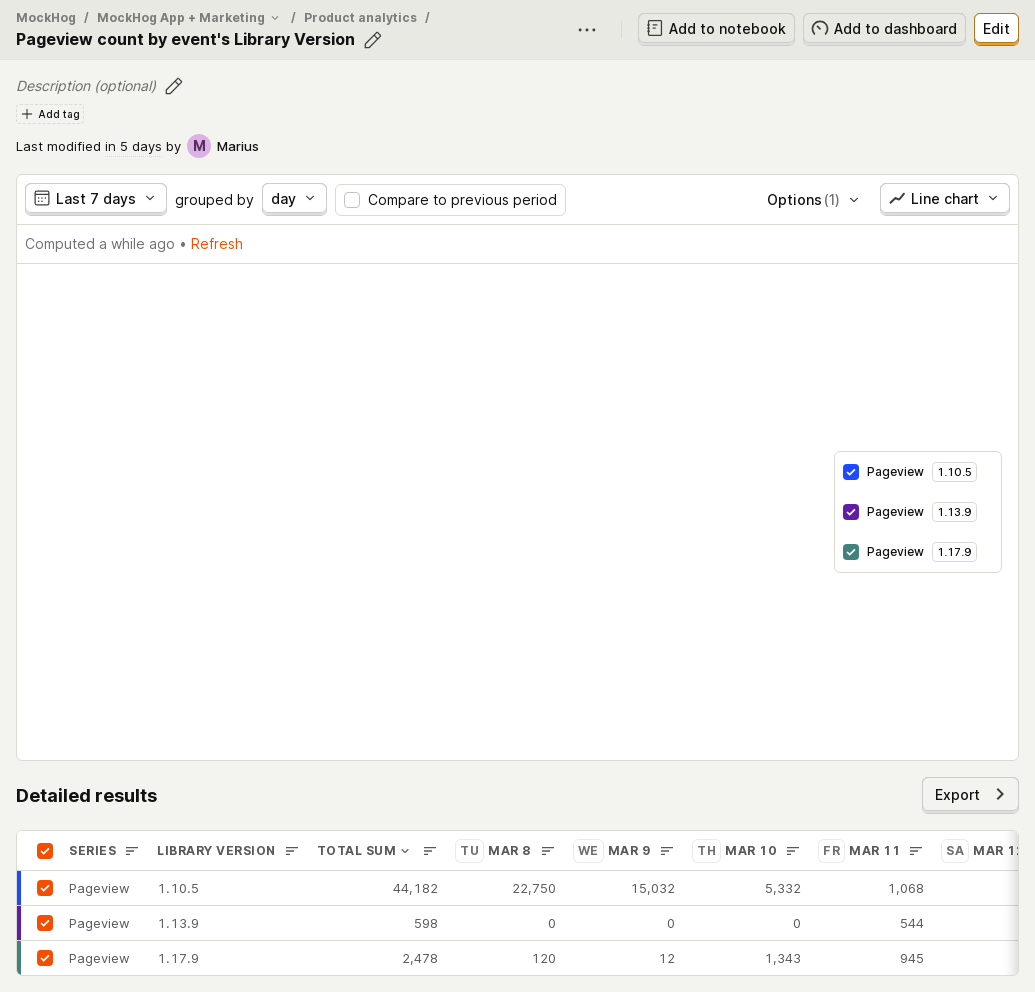 MockHog / MockHog App + Marketing / Product analytics /
Pageview count by event's Library Version
Add to notebook
Add to dashboard
Edit
Description (optional)
Add tag
Last modified in 5 days by M Marius
Last 7 days grouped by day Compare to previous period Options (1) Line chart
Computed a while ago • Refresh
Pageview 1.10.5
Pageview 1.13.9
Pageview 1.17.9
Detailed results
Export
SERIES LIBRARY VERSION TOTAL SUM TU MAR 8 WE MAR 9 TH MAR 10 FR MAR 11 SA MAR
Pageview 1.10.5 44,182 22,750 15,032 5,332 1,068
Pageview 1.13.9 598 0 0 0 544
Pageview 1.17.9 2,478 120 12 1,343 945